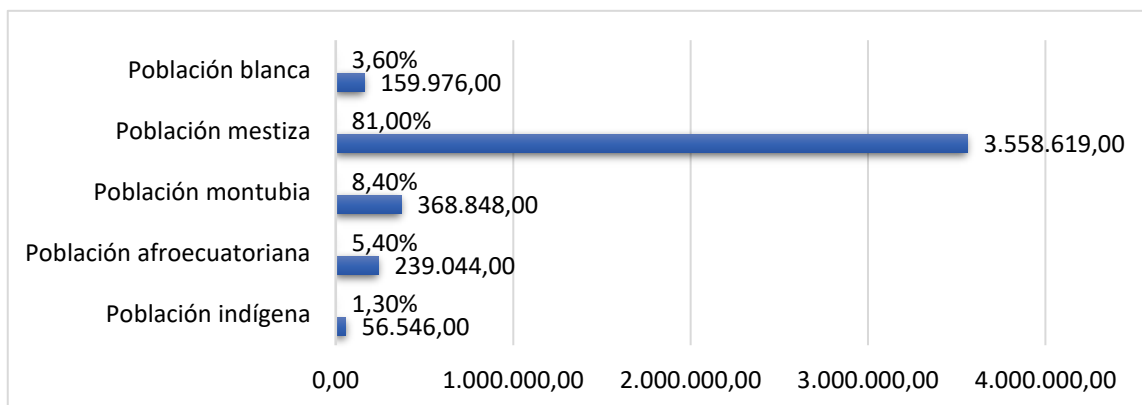 3,60%
Población blanca
159.976,00
81,00%
Población mestiza
3.558.619,00
8,40%
Población montubia
368.848,00
5,40%
Población afroecuatoriana
239.044,00
1,30%
Población indígena
56.546,00
0,00 1.000.000,00 2.000.000,00 3.000.000,00 4.000.000,00